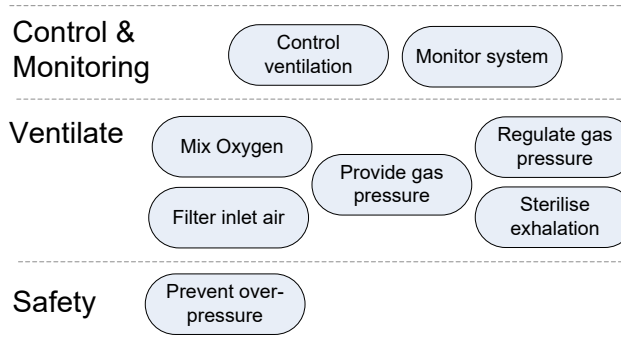 Control &
Monitoring
Control
ventilation
Monitor system
Ventilate
Mix Oxygen
Filter inlet air
Provide gas
pressure
Regulate gas
pressure
Sterilise
exhalation
Safety
Prevent over-
pressure